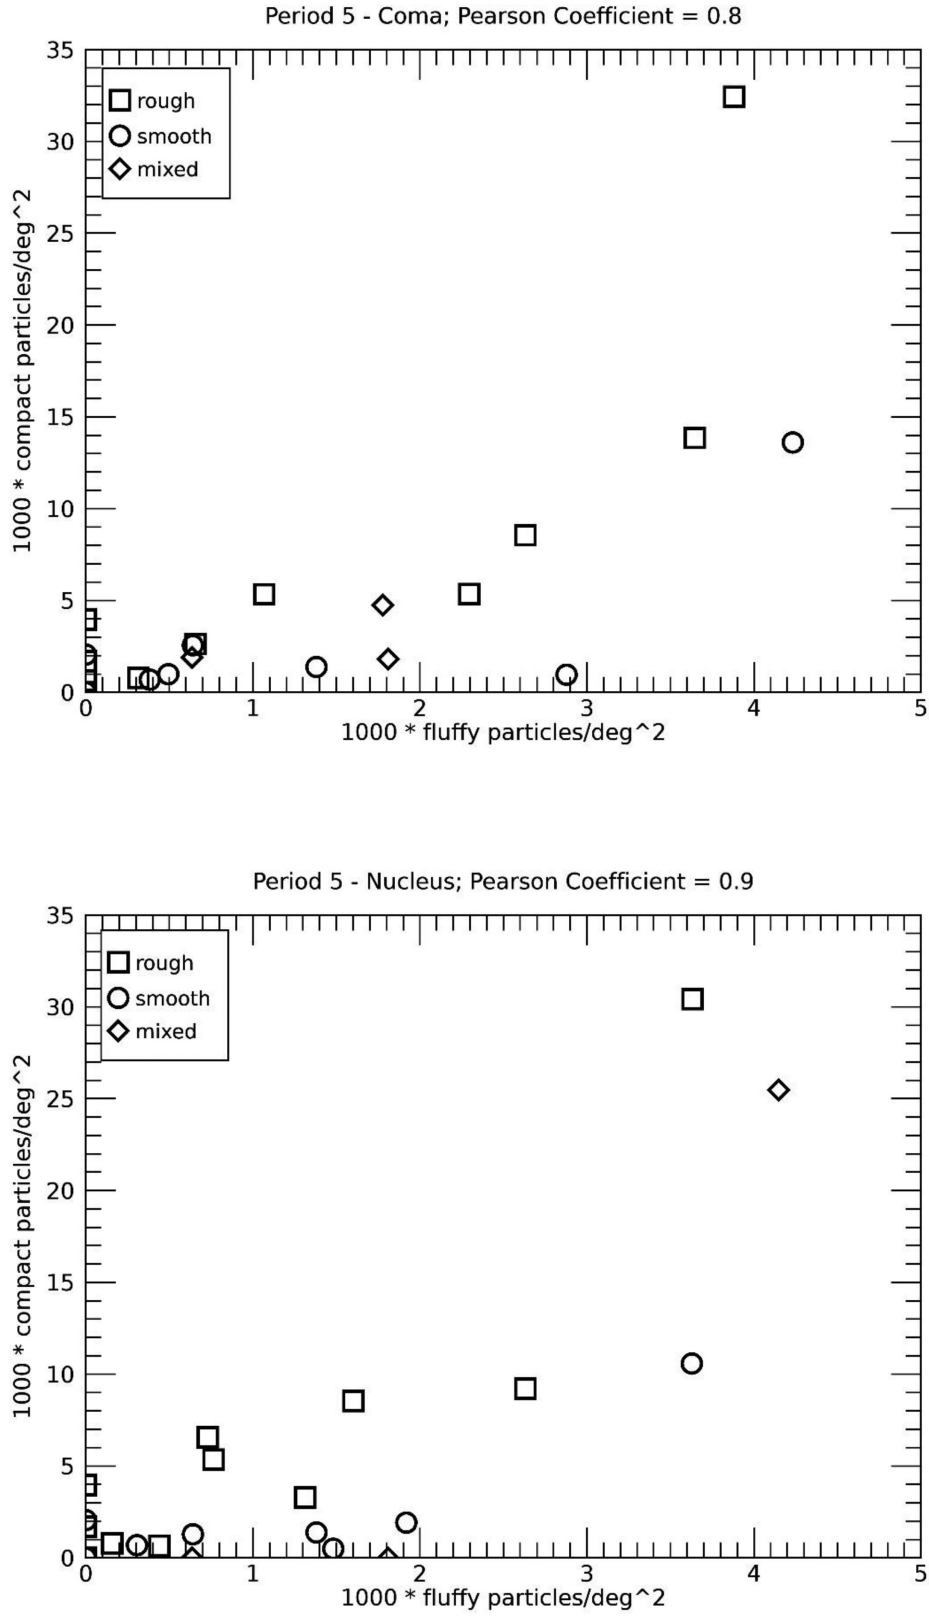 Period 5 - Coma; Pearson Coefficient = 0.8
35
30
25
20
15
10
5
0
rough
smooth
mixed
1000 * compact particles/deg^2
0 1 2 3 4 5
1000 * fluffy particles/deg^2
Period 5 - Nucleus; Pearson Coefficient = 0.9
35
30
25
20
15
10
5
0
rough
smooth
mixed
1000 * compact particles/deg^2
0 1 2 3 4 5
1000 * fluffy particles/deg^2